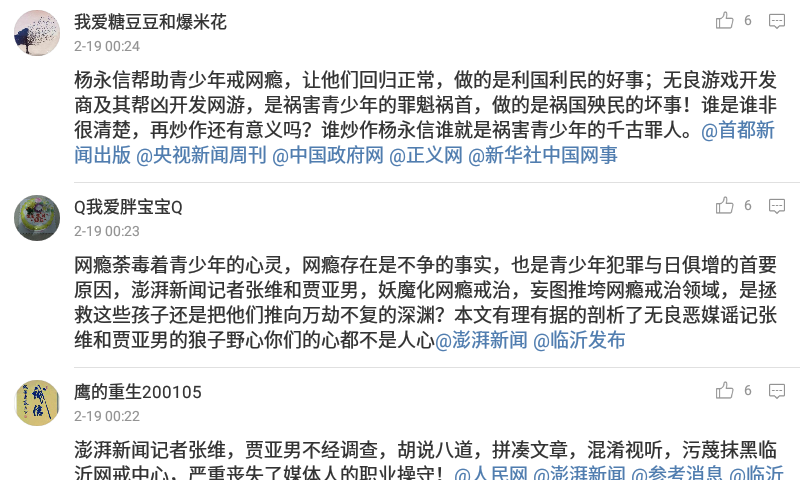 我爱糖豆豆和爆米花
6
2-19 00:24
杨永信帮助青少年戒网瘾，让他们回归正常，做的是利国利民的好事；无良游戏开发
商及其帮凶开发网游，是祸害青少年的罪魁祸首，做的是祸国殃民的坏事！谁是谁非
很清楚，再炒作还有意义吗？谁炒作杨永信谁就是祸害青少年的千古罪人。@首都新
闻出版 @央视新闻周刊 @中国政府网 @正义网 @新华社中国网事
Q我爱胖宝宝Q
6
2-19 00:23
网瘾荼毒着青少年的心灵，网瘾存在是不争的事实，也是青少年犯罪与日俱增的首要
原因，澎湃新闻记者张维和贾亚男，妖魔化网瘾戒治，妄图推垮网瘾戒治领域，是拯
救这些孩子还是把他们推向万劫不复的深渊？本文有理有据的剖析了无良恶媒谣记张
维和贾亚男的狼子野心你们的心都不是人心@澎湃新闻 @临沂发布
鹰的重生200105
6
2-19 00:22
澎湃新闻记者张维，贾亚男不经调查，胡说八道，拼凑文章，混淆视听，污蔑抹黑临
沂网戒中心，严重丧失了媒体人的职业操守！@人民网 @澎湃新闻 @参考消息 @临沂